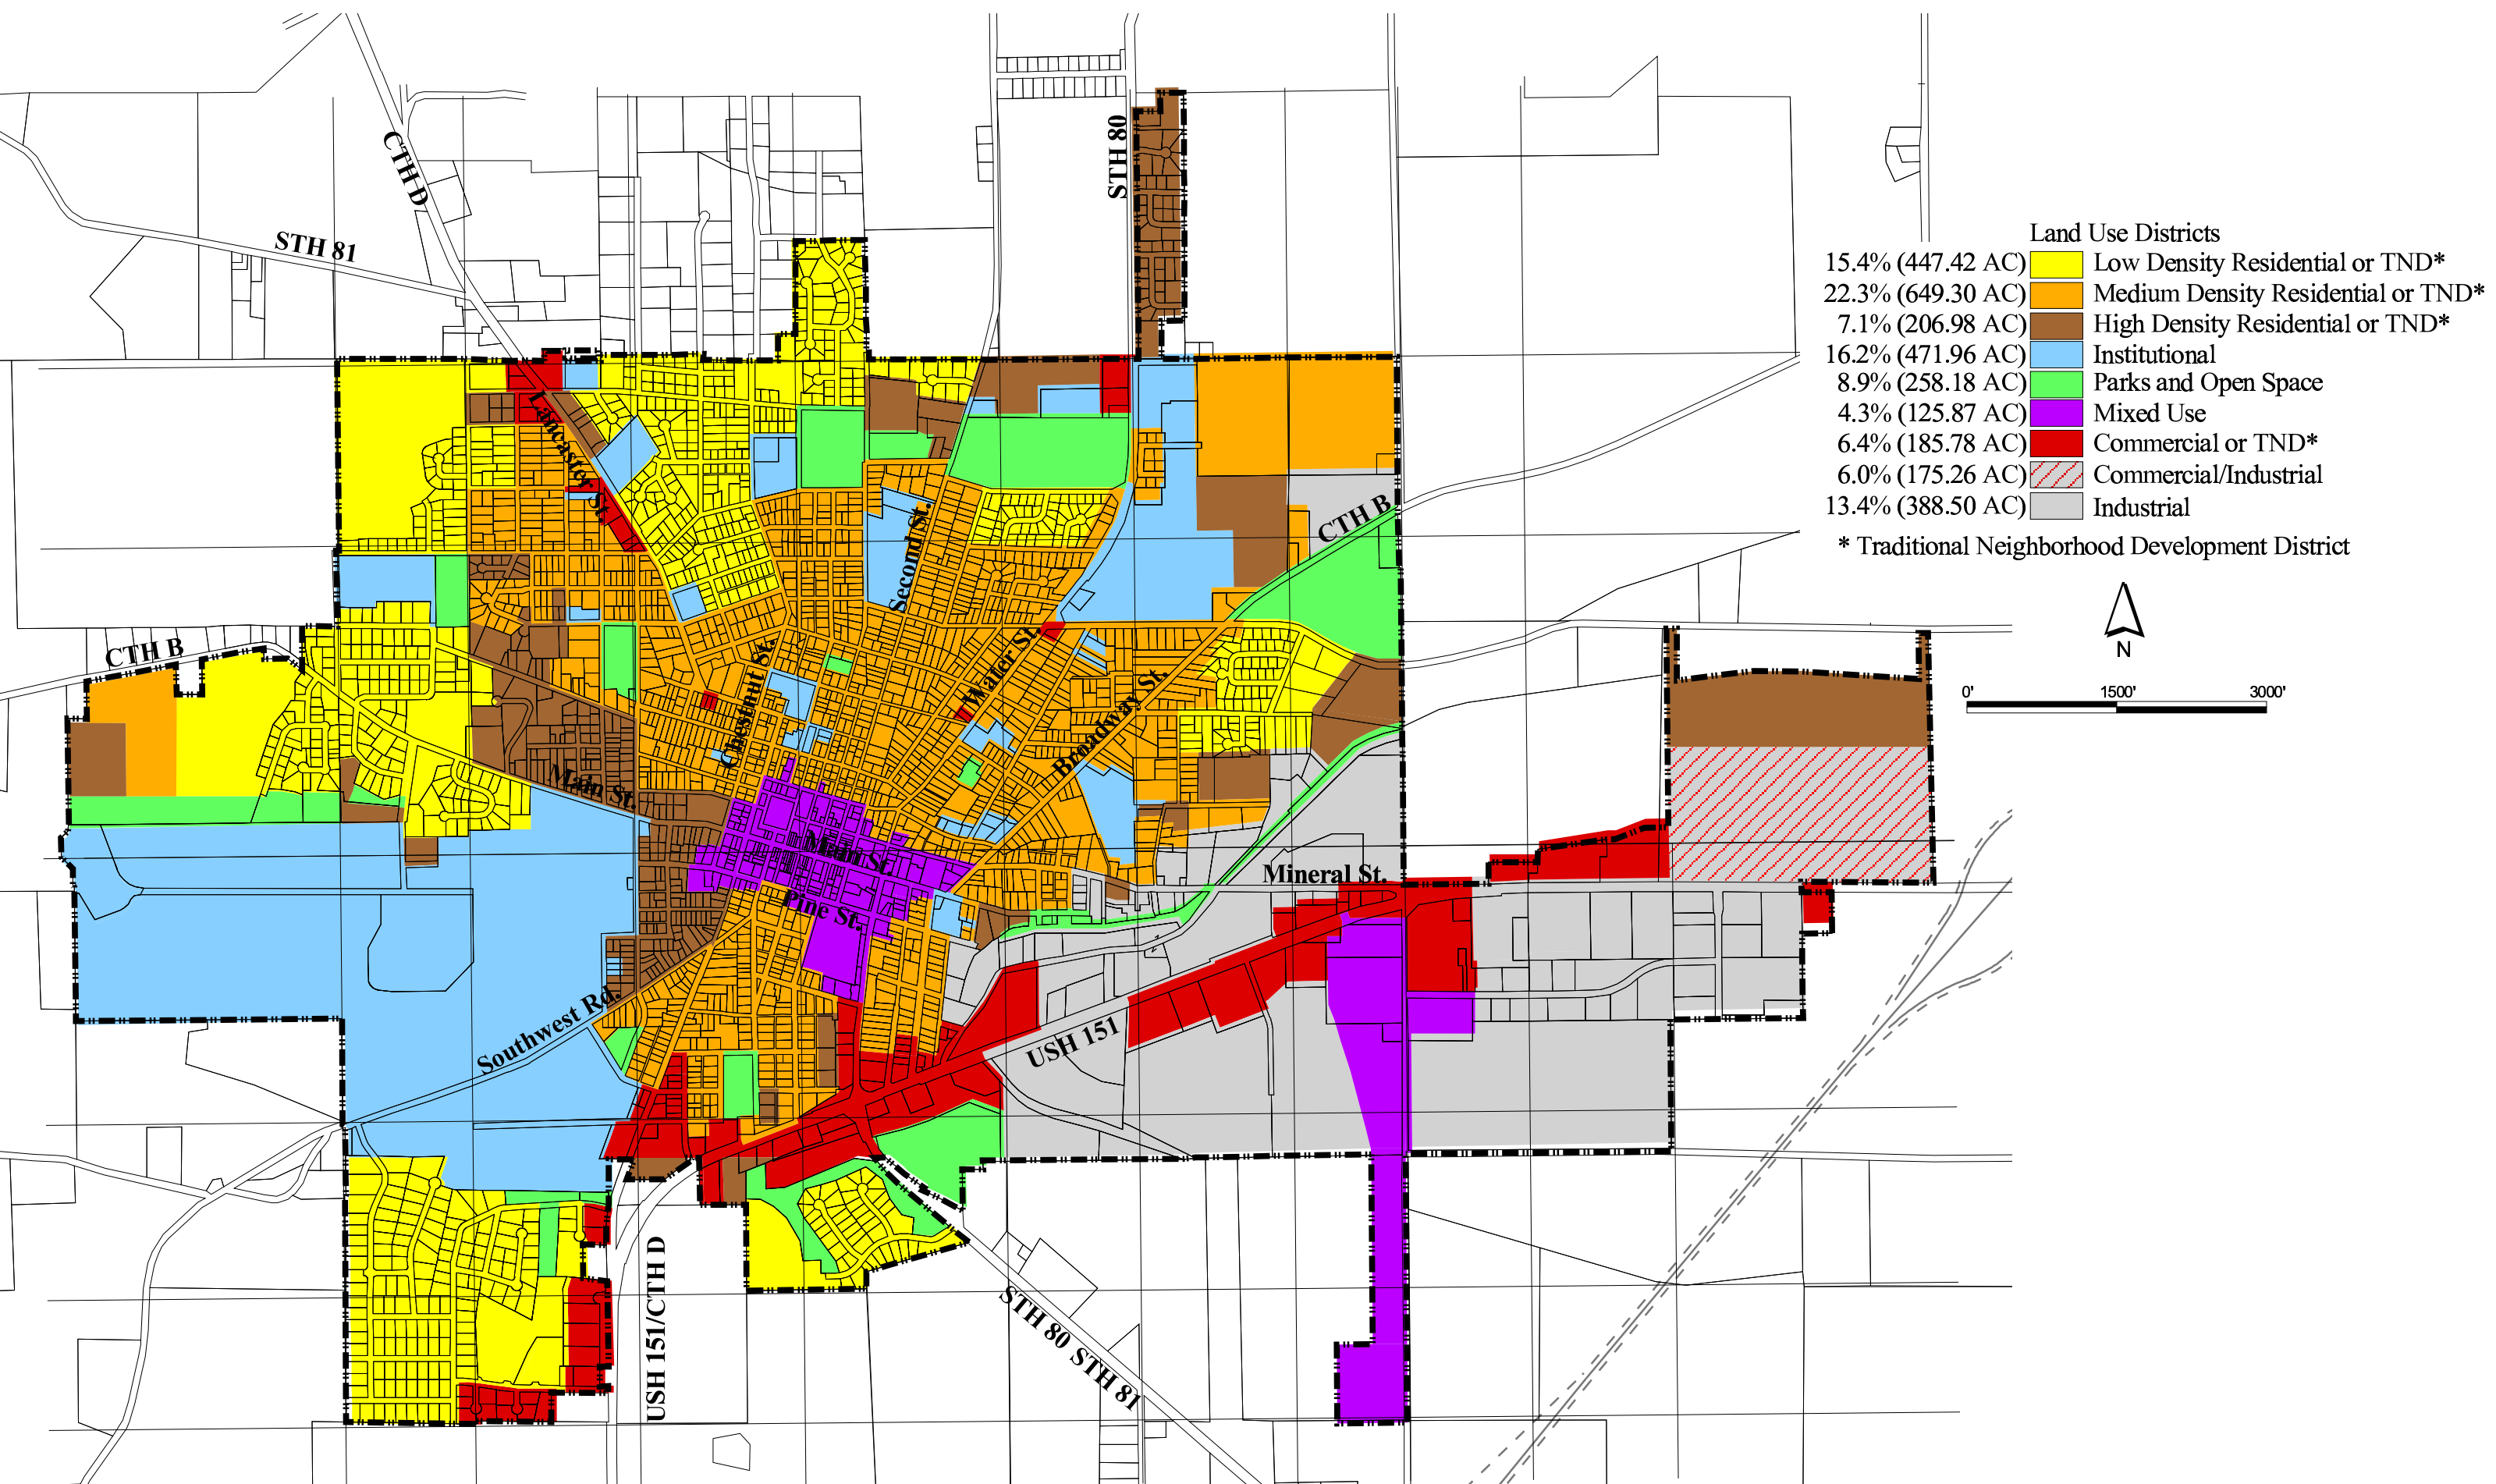 CTH D
STH 80
STH 81
Land Use Districts
15.4% (447.42 AC) Low Density Residential or TND*
22.3% (649.30 AC) Medium Density Residential or TND*
7.1% (206.98 AC) High Density Residential or TND*
16.2% (471.96 AC) Institutional
8.9% (258.18 AC) Parks and Open Space
4.3% (125.87 AC) Mixed Use
6.4% (185.78 AC) Commercial or TND*
6.0% (175.26 AC) Commercial/Industrial
13.4% (388.50 AC) Industrial
* Traditional Neighborhood Development District
N
0' 1500' 3000'
Lancaster St.
Second St.
CTH B
CTH B
Water St.
Chestnut St.
Broadway St.
Main St.
Main St.
Mineral St.
Pine St.
Southwest Rd.
USH 151
USH 151/CTH D
STH 80 STH 81